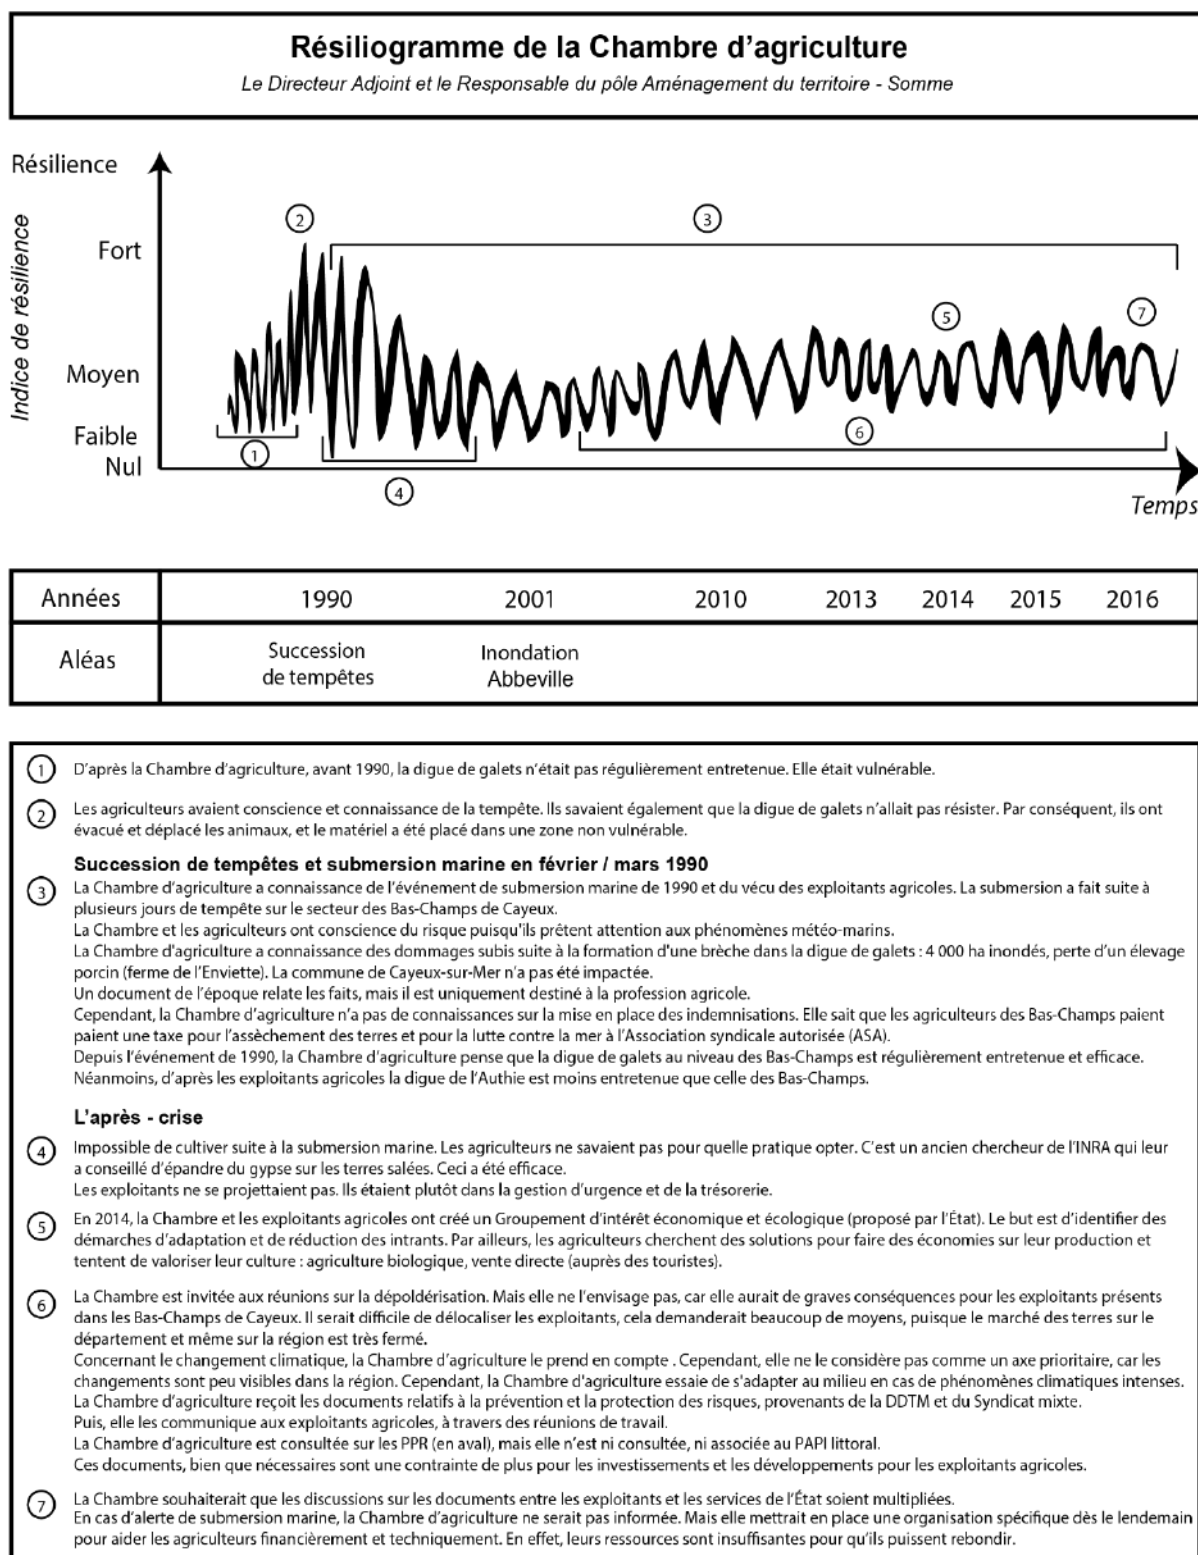 Résiliogramme de la Chambre d'agriculture
Le Directeur Adjoint et le Responsable du pôle Aménagement du territoire - Somme
Résilience
Indice de résilience
Fort
Moyen
Faible
Nul
2
3
5
7
1
6
4
Temps
Années 1990 2001 2010 2013 2014 2015 2016
Aléas
Succession
de tempêtes
Inondation
Abbeville
1 D'après la Chambre d'agriculture, avant 1990, la digue de galets n'était pas régulièrement entretenue. Elle était vulnérable.
2 Les agriculteurs avaient conscience et connaissance de la tempête. Ils savaient également que la digue de galets n'allait pas résister. Par conséquent, ils ont
évacué et déplacé les animaux, et le matériel a été placé dans une zone non vulnérable.
Succession de tempêtes et submersion marine en février / mars 1990
3 La Chambre d'agriculture a connaissance de l'événement de submersion marine de 1990 et du vécu des exploitants agricoles. La submersion a fait suite à
plusieurs jours de tempête sur le secteur des Bas-Champs de Cayeux.
La Chambre et les agriculteurs ont conscience du risque puisqu'ils prêtent attention aux phénomènes météo-marins.
La Chambre d'agriculture a connaissance des dommages subis suite à la formation d'une brèche dans la digue de galets : 4 000 ha inondés, perte d'un élevage
porcin (ferme de l'Enviette). La commune de Cayeux-sur-Mer n'a pas été impactée.
Un document de l'époque relate les faits, mais il est uniquement destiné à la profession agricole.
Cependant, la Chambre d'agriculture n'a pas de connaissances sur la mise en place des indemnisations. Elle sait que les agriculteurs des Bas-Champs paient
paient une taxe pour l'assèchement des terres et pour la lutte contre la mer à l'Association syndicale autorisée (ASA).
Depuis l'événement de 1990, la Chambre d'agriculture pense que la digue de galets au niveau des Bas-Champs est régulièrement entretenue et efficace.
Néanmoins, d'après les exploitants agricoles la digue de l'Authie est moins entretenue que celle des Bas-Champs.
L'après - crise
4 Impossible de cultiver suite à la submersion marine. Les agriculteurs ne savaient pas pour quelle pratique opter. C'est un ancien chercheur de l'INRA qui leur
a conseillé d'épandre du gypse sur les terres salées. Ceci a été efficace.
Les exploitants ne se projettaient pas. Ils étaient plutôt dans la gestion d'urgence et de la trésorerie.
5 En 2014, la Chambre et les exploitants agricoles ont créé un Groupement d'intérêt économique et écologique (proposé par l'État). Le but est d'identifier des
démarches d'adaptation et de réduction des intrants. Par ailleurs, les agriculteurs cherchent des solutions pour faire des économies sur leur production et
tentent de valoriser leur culture : agriculture biologique, vente directe (auprès des touristes).
6 La Chambre est invitée aux réunions sur la dépoldérisation. Mais elle ne l'envisage pas, car elle aurait de graves conséquences pour les exploitants présents
dans les Bas-Champs de Cayeux. Il serait difficile de délocaliser les exploitants, cela demanderait beaucoup de moyens, puisque le marché des terres sur le
département et même sur la région est très fermé.
Concernant le changement climatique, la Chambre d'agriculture le prend en compte . Cependant, elle ne le considère pas comme un axe prioritaire, car les
changements sont peu visibles dans la région. Cependant, la Chambre d'agriculture essaie de s'adapter au milieu en cas de phénomènes climatiques intenses.
La Chambre d'agriculture reçoit les documents relatifs à la prévention et la protection des risques, provenants de la DDTM et du Syndicat mixte.
Puis, elle les communique aux exploitants agricoles, à travers des réunions de travail.
La Chambre d'agriculture est consultée sur les PPR (en aval), mais elle n'est ni consultée, ni associée au PAPI littoral.
Ces documents, bien que nécessaires sont une contrainte de plus pour les investissements et les développements pour les exploitants agricoles.
7 La Chambre souhaiterait que les discussions sur les documents entre les exploitants et les services de l'État soient multipliées.
En cas d'alerte de submersion marine, la Chambre d'agriculture ne serait pas informée. Mais elle mettrait en place une organisation spécifique dès le lendemain
pour aider les agriculteurs financièrement et techniquement. En effet, leurs ressources sont insuffisantes pour qu'ils puissent rebondir.